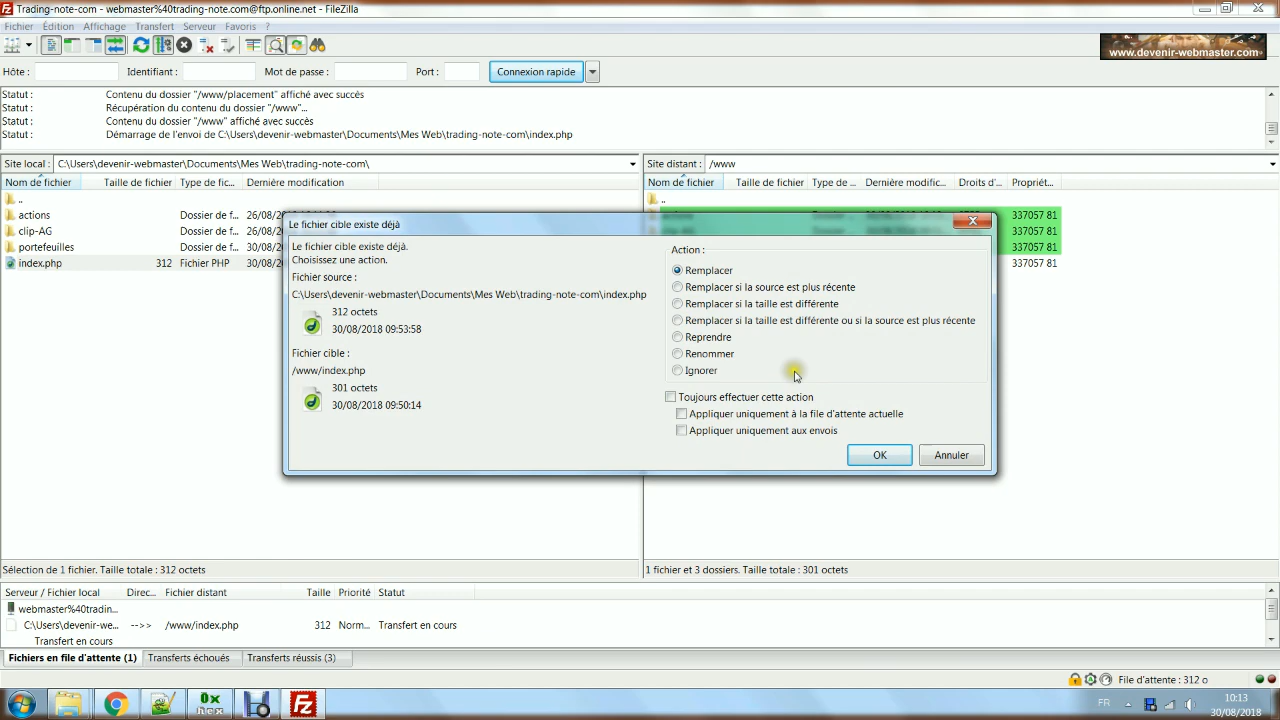 Trading-note-com - webmaster%40trading-note.com@ftp.online.net - FileZilla
Fichier Édition Affichage Transfert Serveur Favoris ?
www.devenir-webmaster.com
Hôte : Identifiant : Mot de passe : Port : Connexion rapide
Statut : Contenu du dossier "/www/placement" affiché avec succès
Statut : Récupération du contenu du dossier "/www"...
Statut : Contenu du dossier "/www" affiché avec succès
Statut : Démarrage de l'envoi de C:\Users\devenir-webmaster\Documents\Mes Web\trading-note-com\index.php
Site local : C:\Users\devenir-webmaster\Documents\Mes Web\trading-note-com\
Site distant : /www
Nom de fichier Taille de fichier Type de fic... Dernière modification
Nom de fichier Taille de fichier Type de ... Dernière modific... Droits d'... Propriét...
..
..
actions Dossier de f... 26/08/
337057 81
clip-AG Dossier de f... 26/08/
337057 81
portefeuilles Dossier de f... 30/08/
337057 81
index.php 312 Fichier PHP 30/08/
337057 81
Le fichier cible existe déjà
Le fichier cible existe déjà.
Choisissez une action.
Fichier source :
C:\Users\devenir-webmaster\Documents\Mes Web\trading-note-com\index.php
312 octets
30/08/2018 09:53:58
Fichier cible :
/www/index.php
301 octets
30/08/2018 09:50:14
Action :
Remplacer
Remplacer si la source est plus récente
Remplacer si la taille est différente
Remplacer si la taille est différente ou si la source est plus récente
Reprendre
Renommer
Ignorer
Toujours effectuer cette action
Appliquer uniquement à la file d'attente actuelle
Appliquer uniquement aux envois
OK Annuler
Sélection de 1 fichier. Taille totale : 312 octets
1 fichier et 3 dossiers. Taille totale : 301 octets
Serveur / Fichier local Direc... Fichier distant Taille Priorité Statut
webmaster%40tradin...
C:\Users\devenir-we... -->> /www/index.php 312 Norm... Transfert en cours
Transfert en cours
Fichiers en file d'attente (1) Transferts échoués Transferts réussis (3)
File d'attente : 312 o
0x
hex
FR
10:13
30/08/2018